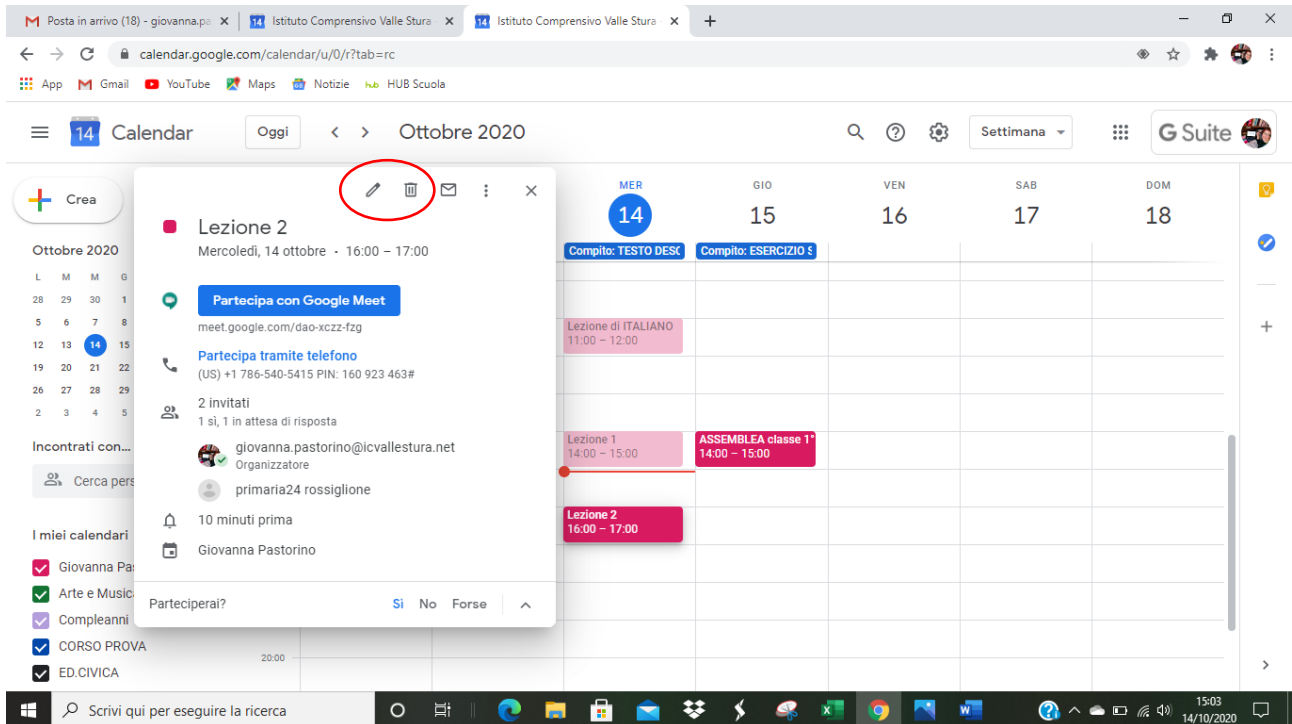 Posta in arrivo (18) - giovanna.pa
Istituto Comprensivo Valle Stura -
Istituto Comprensivo Valle Stura -
calendar.google.com/calendar/u/0/r?tab=rc
App
Gmail
YouTube
Maps
Notizie
hub HUB Scuola
14 Calendar
Oggi
Ottobre 2020
Settimana
G Suite
Crea
Ottobre 2020
L M M G
28 29 30 1
5 6 7 8
12 13 14 15
19 20 21 22
26 27 28 29
2 3 4 5
Incontrati con...
Cerca pers
I miei calendari
Giovanna Pas
Arte e Music
Compleanni
CORSO PROVA
ED.CIVICA
Lezione 2
Mercoledì, 14 ottobre • 16:00 – 17:00
Partecipa con Google Meet
meet.google.com/dao-xczz-fzg
Partecipa tramite telefono
(US) +1 786-540-5415 PIN: 160 923 463#
2 invitati
1 sì, 1 in attesa di risposta
giovanna.pastorino@icvallestura.net
Organizzatore
primaria24 rossiglione
10 minuti prima
Giovanna Pastorino
Parteciperai?
Sì No Forse
20:00
MER
14
GIO
15
VEN
16
SAB
17
DOM
18
Compito: TESTO DESC
Compito: ESERCIZIO S
Lezione di ITALIANO
11:00 – 12:00
Lezione 1
14:00 – 15:00
ASSEMBLEA classe 1°
14:00 – 15:00
Lezione 2
16:00 – 17:00
Scrivi qui per eseguire la ricerca
15:03
14/10/2020